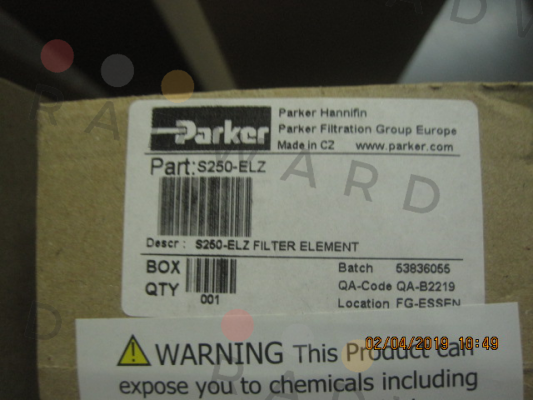 Parker
Parker Hannifin
Parker Filtration Group Europe
Made in CZ www.parker.com
Part:S250-ELZ
Descr : S250-ELZ FILTER ELEMENT
BOX
QTY
001
Batch 53836055
QA-Code QA-B2219
Location FG-ESSEN
02/04/2019 16:49
WARNING This Product can
expose you to chemicals including